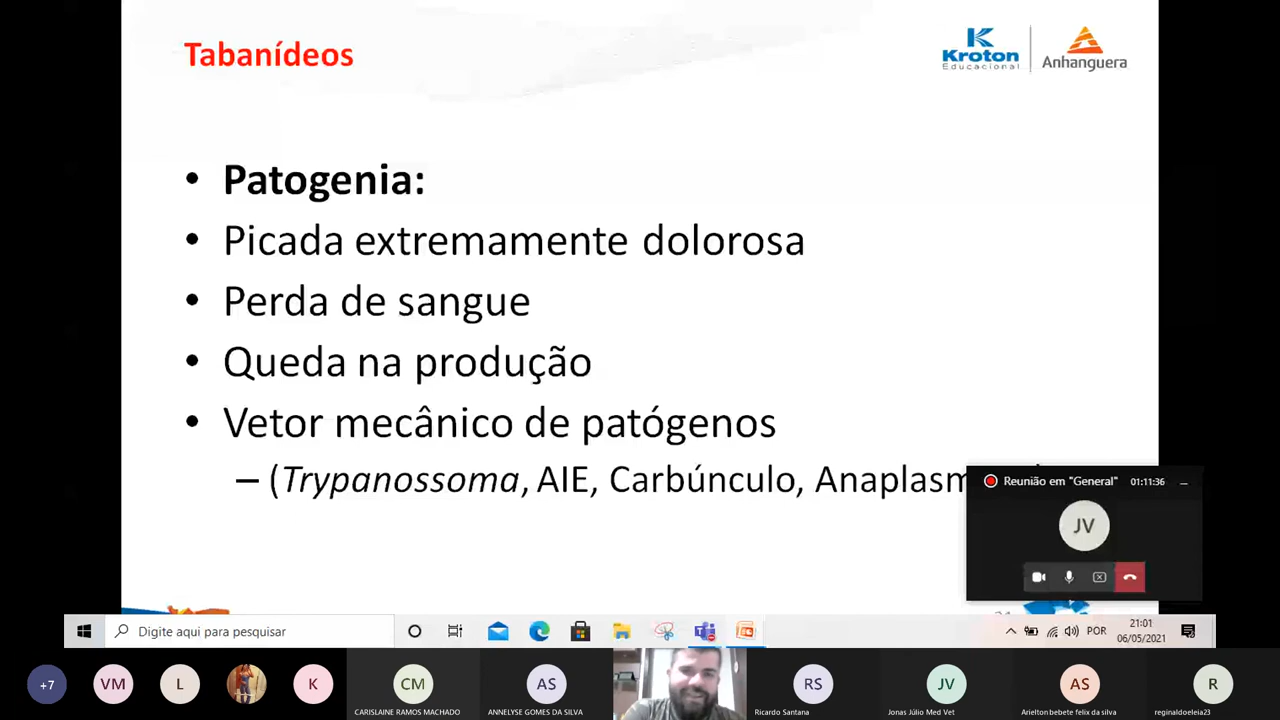 Tabanídeos
Kroton
Educacional
Anhanguera
• Patogenia:
• Picada extremamente dolorosa
• Perda de sangue
• Queda na produção
• Vetor mecânico de patógenos
– (Trypanossoma, AIE, Carbúnculo,
Reunião em "General" 01:11:36
JV
Digite aqui para pesquisar
POR
21:01
06/05/2021
+7
VM
L
K
CM
CARISLAINE RAMOS MACHADO
AS
ANNELYSE GOMES DA SILVA
RS
Ricardo Santana
JV
Jonas Júlio Med Vet
AS
Arielton bebete felix da silva
R
reginaldoeleia23